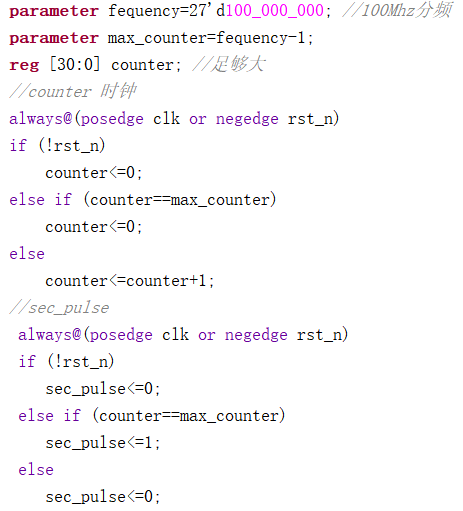 parameter fequency=27'd100_000_000; //100Mhz分频
parameter max_counter=fequency-1;
reg [30:0] counter; //足够大
//counter 时钟
always@(posedge clk or negedge rst_n)
if (!rst_n)
counter<=0;
else if (counter==max_counter)
counter<=0;
else
counter<=counter+1;
//sec_pulse
always@(posedge clk or negedge rst_n)
if (!rst_n)
sec_pulse<=0;
else if (counter==max_counter)
sec_pulse<=1;
else
sec_pulse<=0;